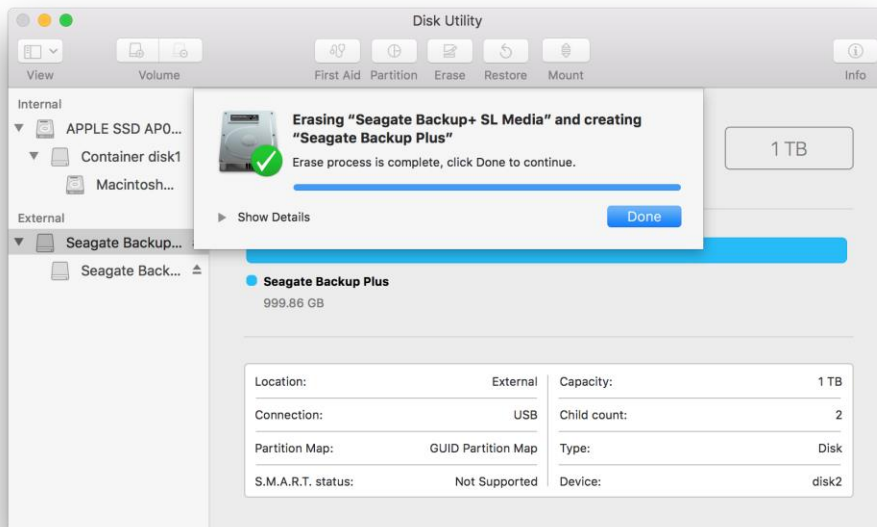 Disk Utility
View
Volume
First Aid Partition Erase Restore Mount
Info
Internal
APPLE SSD AP0...
Container disk1
Macintosh...
External
Seagate Backup...
Seagate Back...
Erasing “Seagate Backup+ SL Media” and creating
“Seagate Backup Plus”
Erase process is complete, click Done to continue.
Show Details
Done
1 TB
Seagate Backup Plus
999.86 GB
Location: External
Capacity: 1 TB
Connection: USB
Child count: 2
Partition Map: GUID Partition Map
Type: Disk
S.M.A.R.T. status: Not Supported
Device: disk2